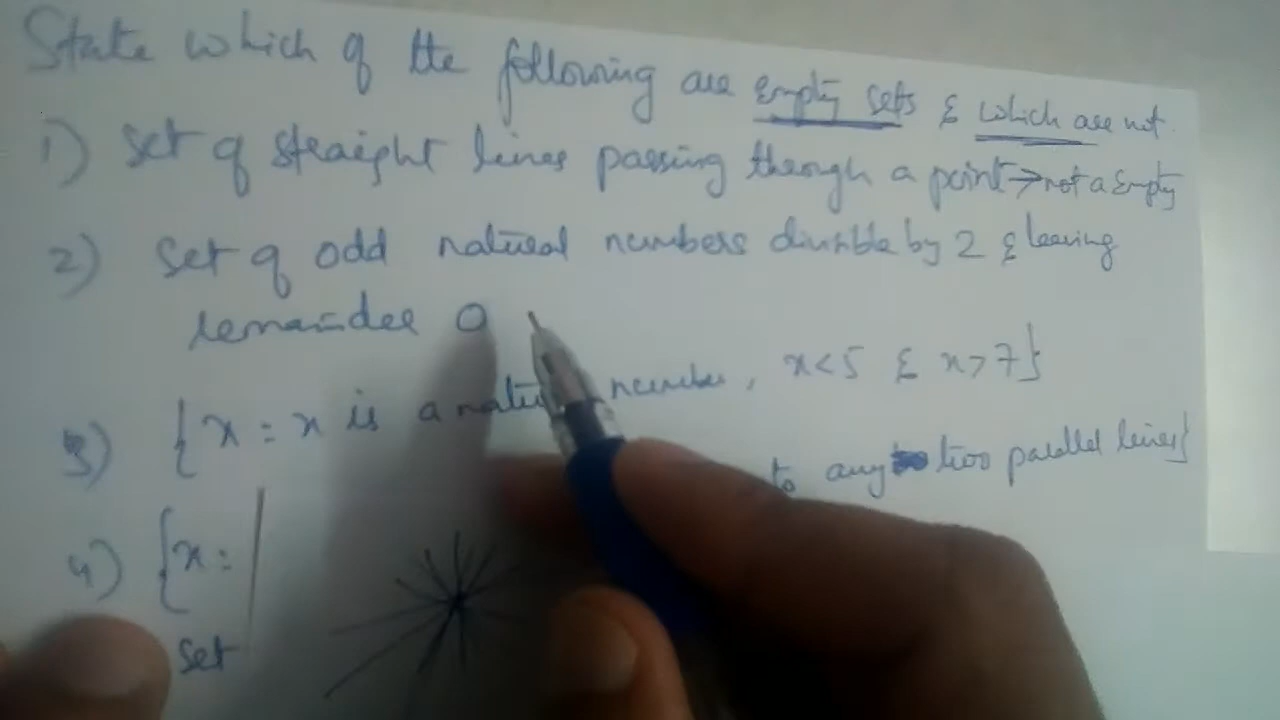 State which of the following are Empty sets & which are not
1) set of straight lines passing through a point → not a Empty
2) set of odd natural numbers divisible by 2 & leaving
remainder 0
3) {x : x is a number, x<5 & x>7}
4) {x : to any two parallel lines}
set